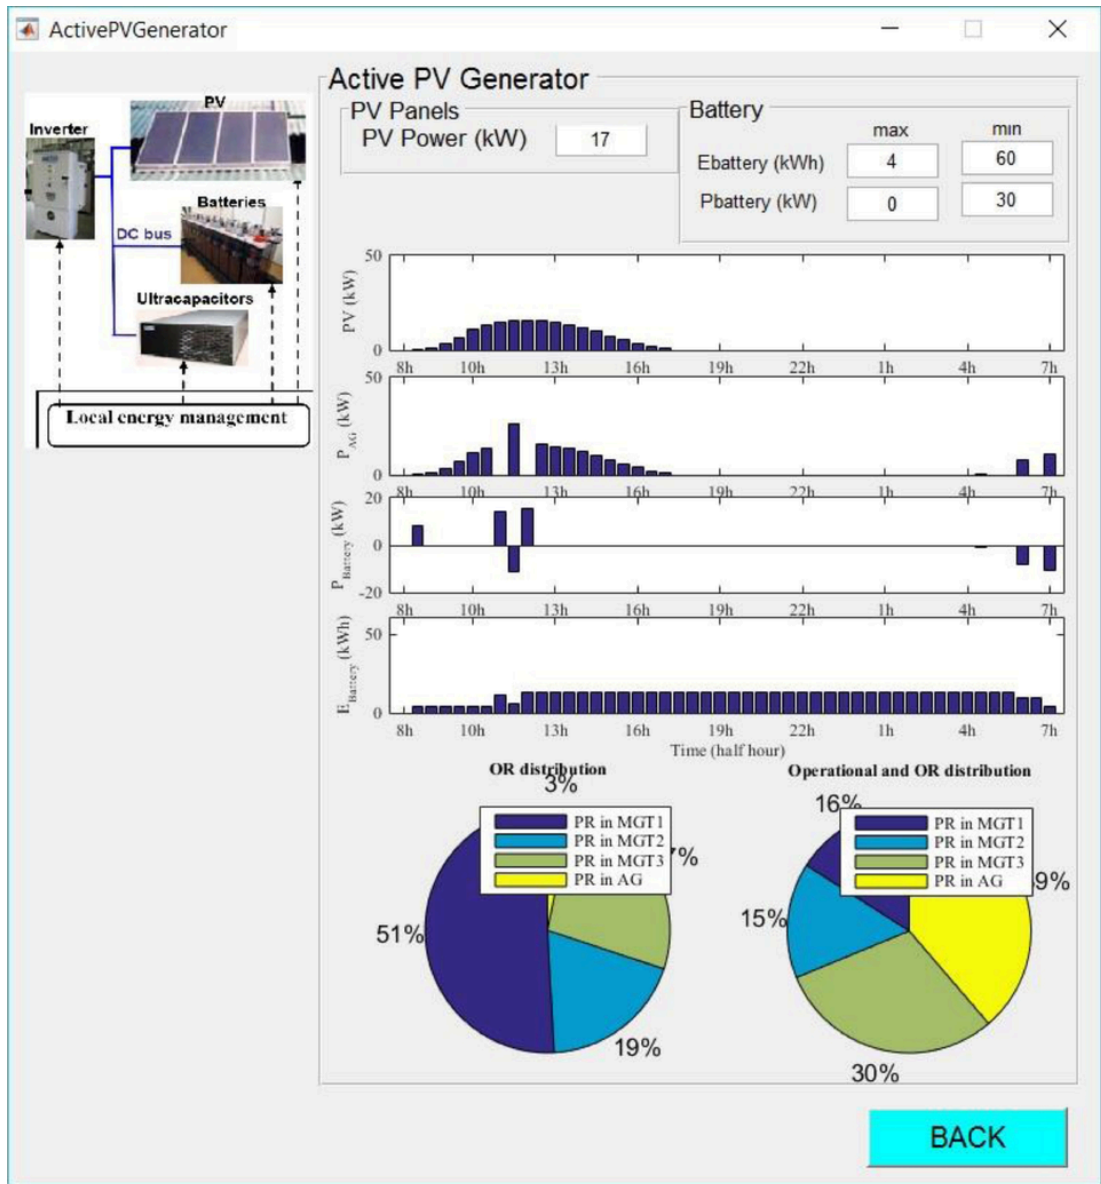 ActivePVGenerator
PV
Inverter
Batteries
DC bus
Ultracapacitors
Local energy management
Active PV Generator
PV Panels
PV Power (kW) 17
Battery
max min
Ebattery (kWh) 4 60
Pbattery (kW) 0 30
PV (kW)
50
0
8h 10h 13h 16h 19h 22h 1h 4h 7h
P_AG (kW)
50
0
8h 10h 13h 16h 19h 22h 1h 4h 7h
P_Battery (kW)
20
0
-20
8h 10h 13h 16h 19h 22h 1h 4h 7h
E_Battery (kWh)
50
0
8h 10h 13h 16h 19h 22h 1h 4h 7h
Time (half hour)
OR distribution
3%
PR in MGT1
PR in MGT2
PR in MGT3
PR in AG
7%
51%
19%
Operational and OR distribution
16%
PR in MGT1
PR in MGT2
PR in MGT3
PR in AG
9%
15%
30%
BACK